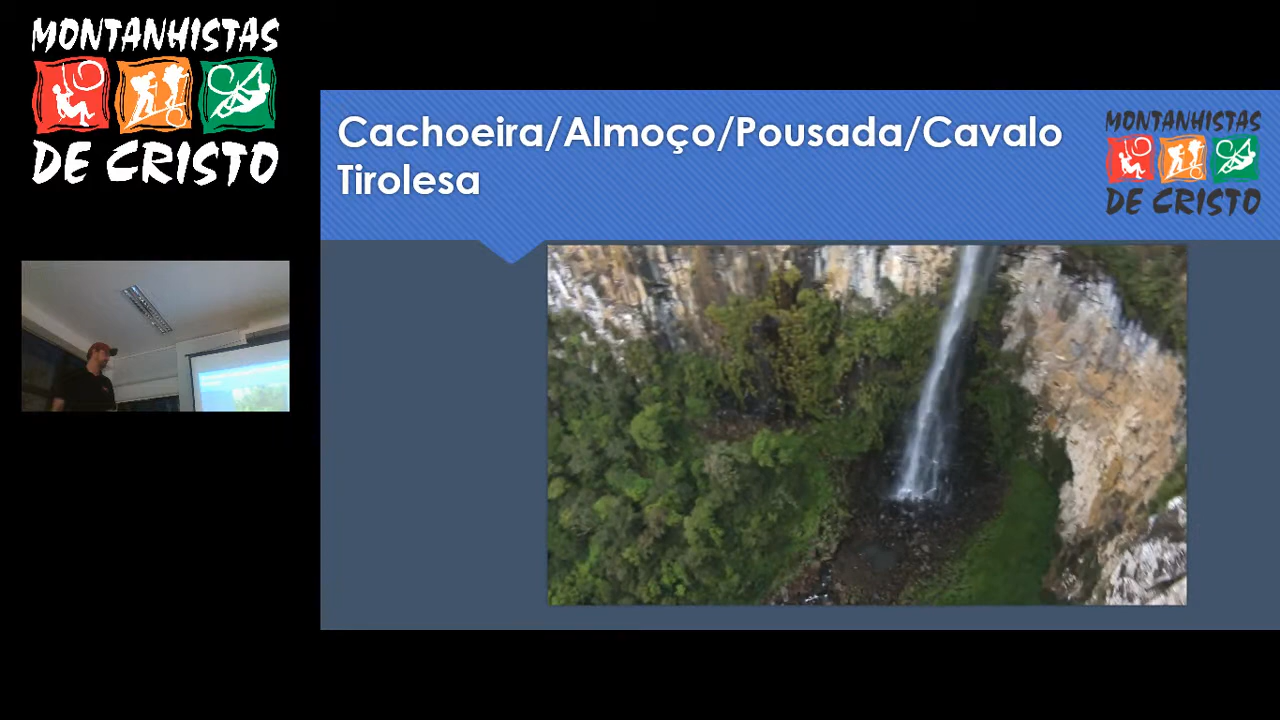 MONTANHISTAS
DE CRISTO
Cachoeira/Almoço/Pousada/Cavalo
Tirolesa
MONTANHISTAS
DE CRISTO